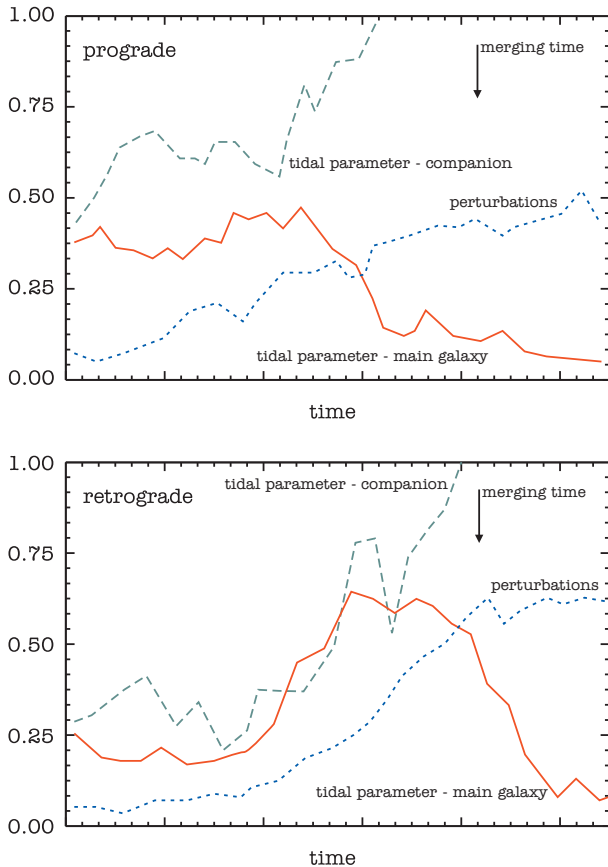 1.00
prograde
merging time
0.75
tidal parameter - companion
0.50
perturbations
0.25
tidal parameter - main galaxy
0.00
time
1.00
tidal parameter - companion
retrograde
merging time
0.75
perturbations
0.50
0.25
tidal parameter - main galaxy
0.00
time